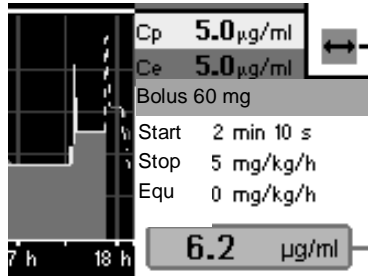 Cp 5.0 µg/ml
Ce 5.0 µg/ml
Bolus 60 mg
Start 2 min 10 s
Stop 5 mg/kg/h
Equ 0 mg/kg/h
6.2 µg/ml
7 h 18 h